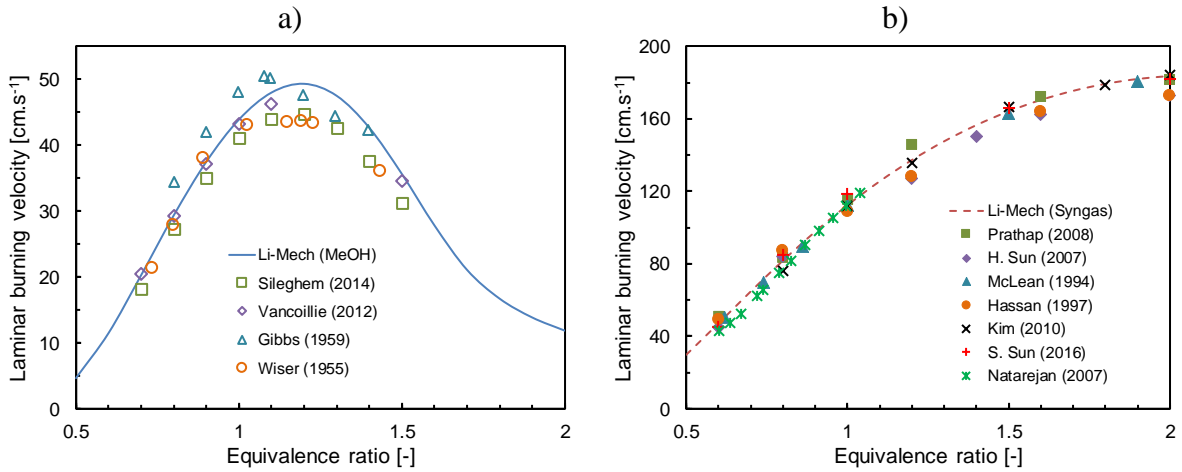 a)
Laminar burning velocity [cm.s⁻¹]
60
50
40
30
20
10
0
0.5
1
1.5
2
Equivalence ratio [-]
Li-Mech (MeOH)
Sileghem (2014)
Vancoillie (2012)
Gibbs (1959)
Wiser (1955)
b)
Laminar burning velocity [cm.s⁻¹]
200
160
120
80
40
0
0.5
1
1.5
2
Equivalence ratio [-]
Li-Mech (Syngas)
Prathap (2008)
H. Sun (2007)
McLean (1994)
Hassan (1997)
Kim (2010)
S. Sun (2016)
Natarejan (2007)